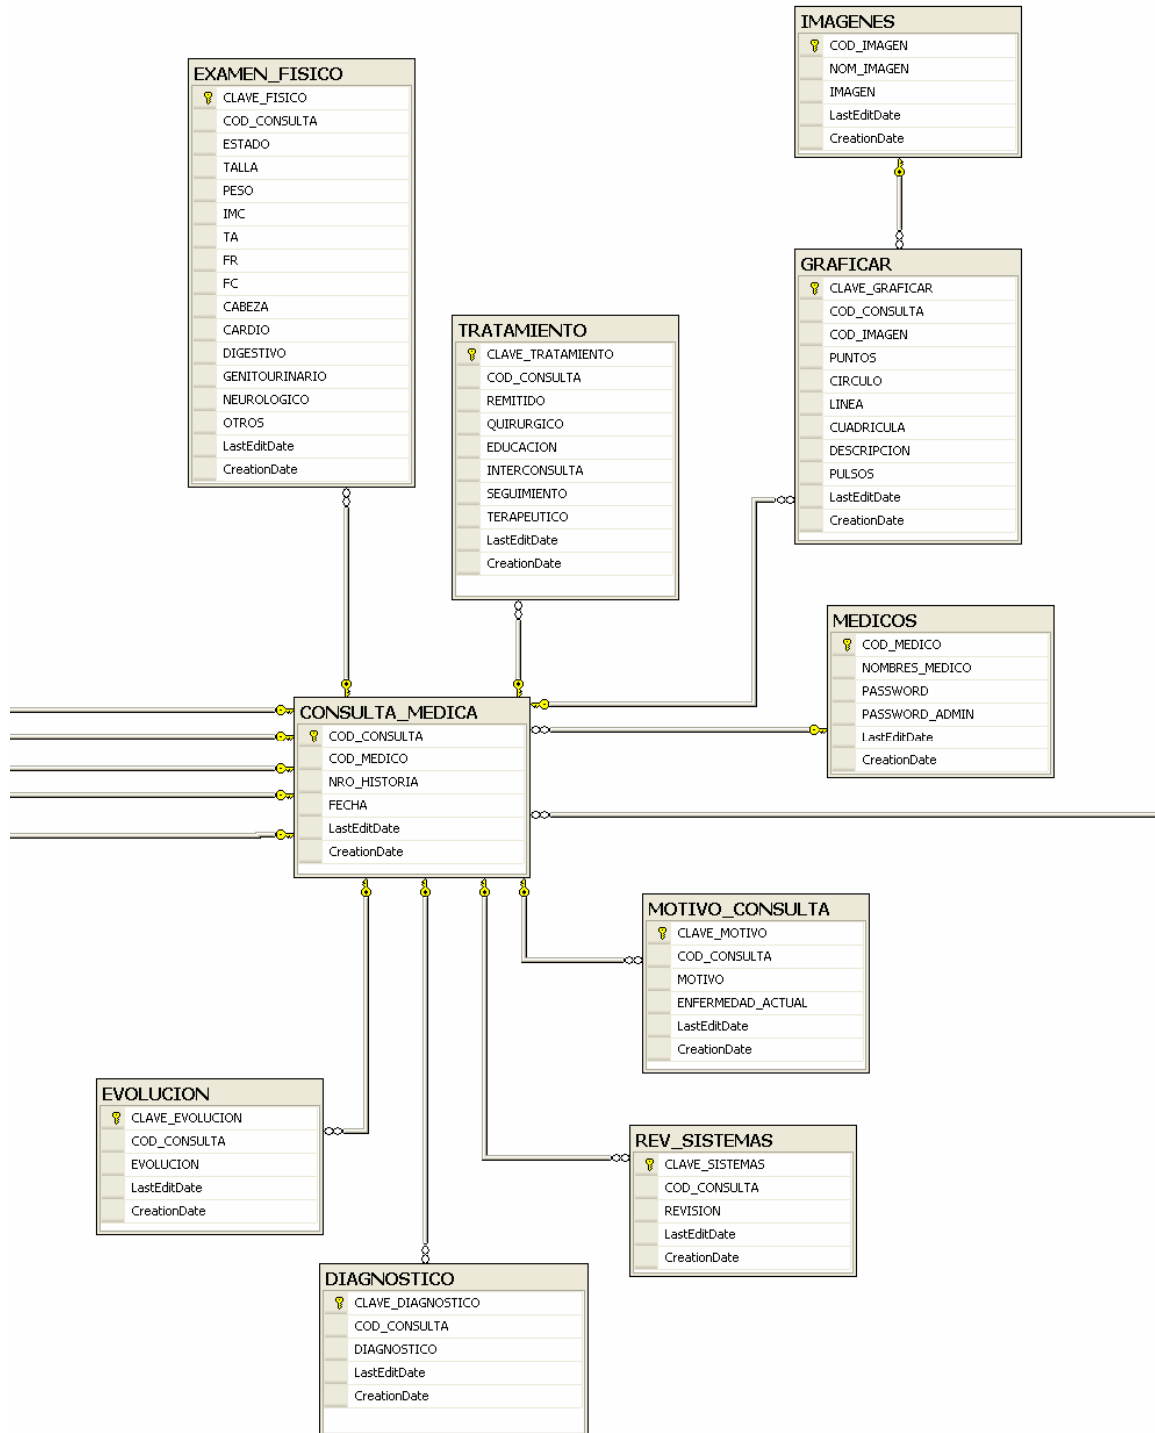 IMAGENES
COD_IMAGEN
NOM_IMAGEN
IMAGEN
LastEditDate
CreationDate
EXAMEN_FISICO
CLAVE_FISICO
COD_CONSULTA
ESTADO
TALLA
PESO
IMC
TA
FR
FC
CABEZA
CARDIO
DIGESTIVO
GENITOURINARIO
NEUROLOGICO
OTROS
LastEditDate
CreationDate
GRAFICAR
CLAVE_GRAFICAR
COD_CONSULTA
COD_IMAGEN
PUNTOS
CIRCULO
LINEA
CUADRICULA
DESCRIPCION
PULSOS
LastEditDate
CreationDate
TRATAMIENTO
CLAVE_TRATAMIENTO
COD_CONSULTA
REMITIDO
QUIRURGICO
EDUCACION
INTERCONSULTA
SEGUIMIENTO
TERAPEUTICO
LastEditDate
CreationDate
MEDICOS
COD_MEDICO
NOMBRES_MEDICO
PASSWORD
PASSWORD_ADMIN
LastEditDate
CreationDate
CONSULTA_MEDICA
COD_CONSULTA
COD_MEDICO
NRO_HISTORIA
FECHA
LastEditDate
CreationDate
MOTIVO_CONSULTA
CLAVE_MOTIVO
COD_CONSULTA
MOTIVO
ENFERMEDAD_ACTUAL
LastEditDate
CreationDate
EVOLUCION
CLAVE_EVOLUCION
COD_CONSULTA
EVOLUCION
LastEditDate
CreationDate
REV_SISTEMAS
CLAVE_SISTEMAS
COD_CONSULTA
REVISION
LastEditDate
CreationDate
DIAGNOSTICO
CLAVE_DIAGNOSTICO
COD_CONSULTA
DIAGNOSTICO
LastEditDate
CreationDate